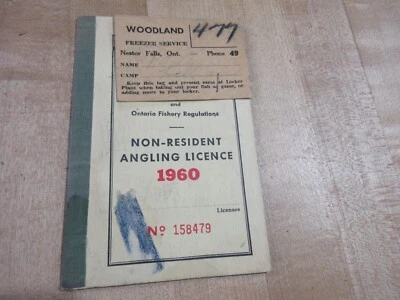 WOODLAND
477
FREEZER SERVICE
Nestor Falls, Ont. — Phone 49
NAME
CAMP
Keep this tag and present same at Locker
Plant when taking out your fish or game, or
adding more to your locker.
and
Ontario Fishery Regulations
NON-RESIDENT
ANGLING LICENCE
1960
Licensee
No 158479